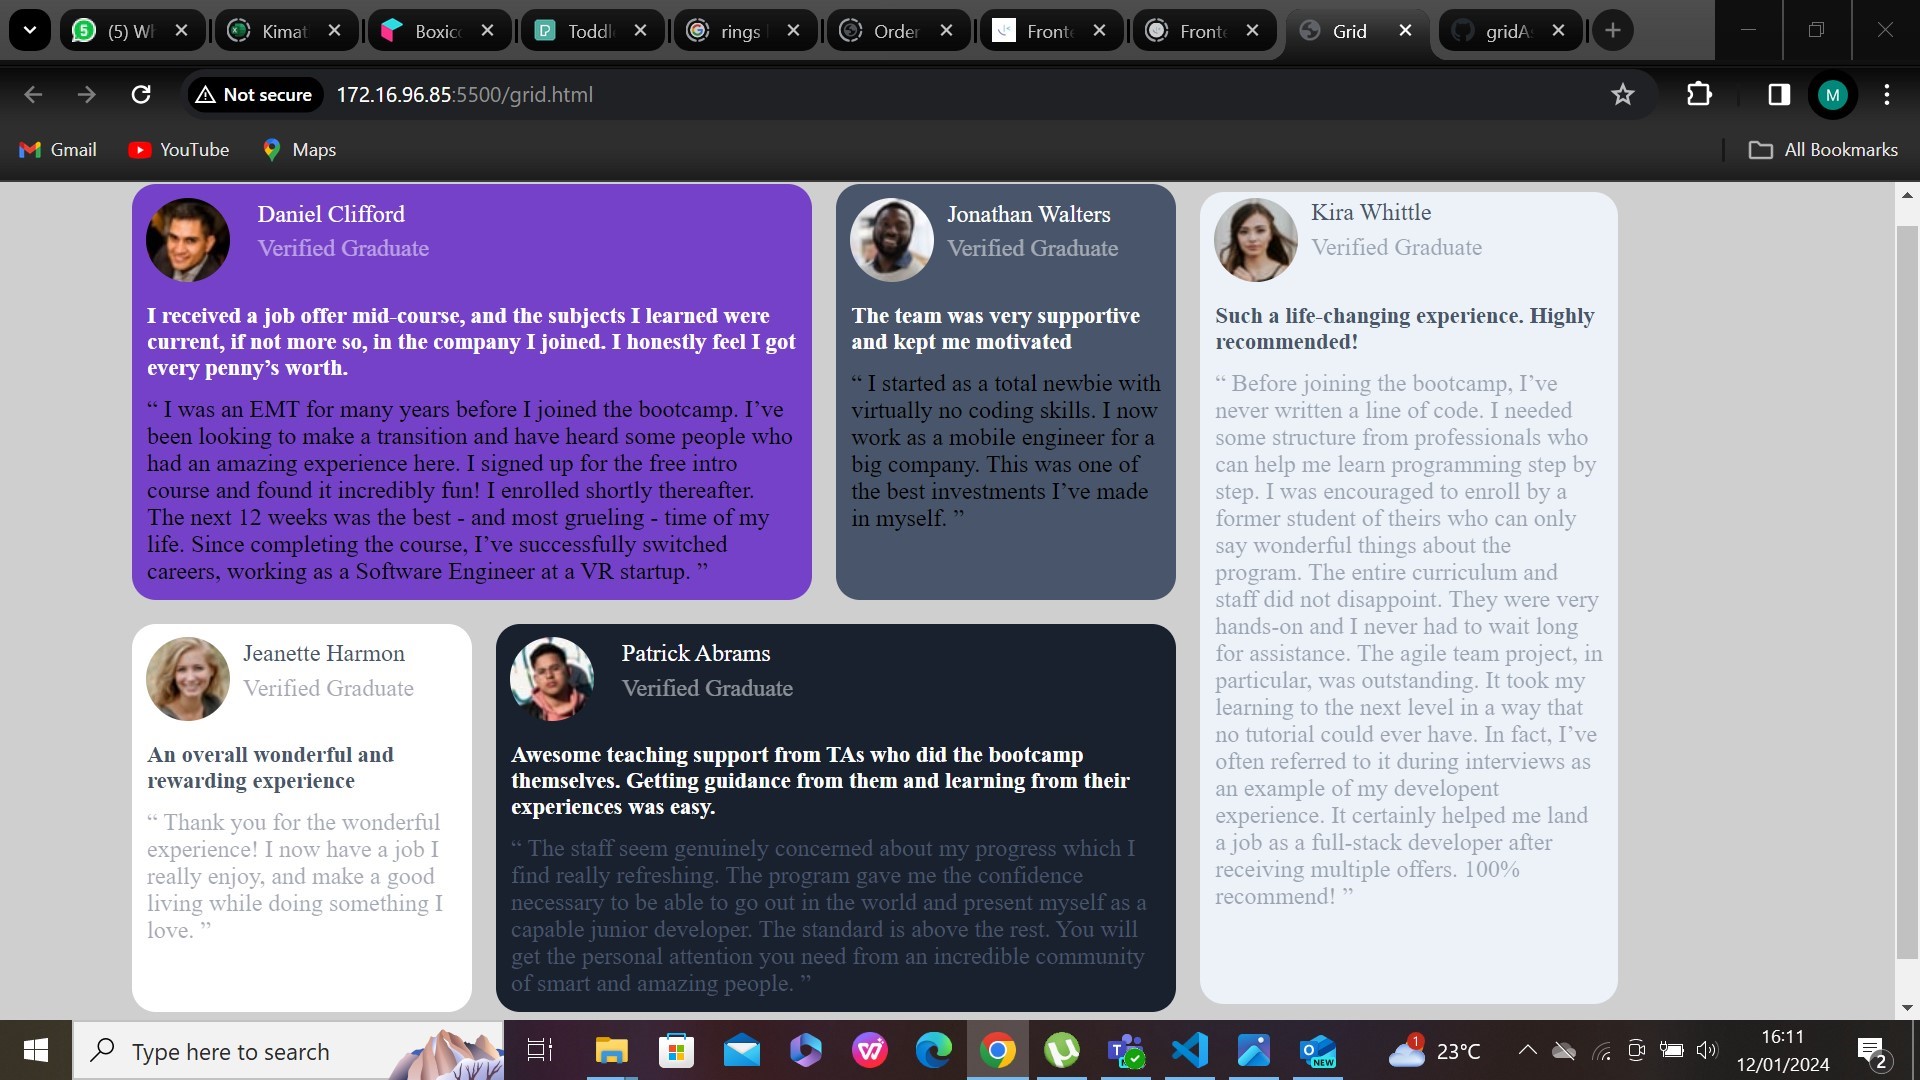 (5) Wh
Kimat
Boxico
Toddl
rings
Order
Fronte
Fronte
Grid
gridA
Not secure
172.16.96.85:5500/grid.html
M
Gmail
YouTube
Maps
All Bookmarks
Daniel Clifford
Verified Graduate
I received a job offer mid-course, and the subjects I learned were
current, if not more so, in the company I joined. I honestly feel I got
every penny’s worth.
“ I was an EMT for many years before I joined the bootcamp. I’ve
been looking to make a transition and have heard some people who
had an amazing experience here. I signed up for the free intro
course and found it incredibly fun! I enrolled shortly thereafter.
The next 12 weeks was the best - and most grueling - time of my
life. Since completing the course, I’ve successfully switched
careers, working as a Software Engineer at a VR startup. ”
Jonathan Walters
Verified Graduate
The team was very supportive
and kept me motivated
“ I started as a total newbie with
virtually no coding skills. I now
work as a mobile engineer for a
big company. This was one of
the best investments I’ve made
in myself. ”
Kira Whittle
Verified Graduate
Such a life-changing experience. Highly
recommended!
“ Before joining the bootcamp, I’ve
never written a line of code. I needed
some structure from professionals who
can help me learn programming step by
step. I was encouraged to enroll by a
former student of theirs who can only
say wonderful things about the
program. The entire curriculum and
staff did not disappoint. They were very
hands-on and I never had to wait long
for assistance. The agile team project, in
particular, was outstanding. It took my
learning to the next level in a way that
no tutorial could ever have. In fact, I’ve
often referred to it during interviews as
an example of my developent
experience. It certainly helped me land
a job as a full-stack developer after
receiving multiple offers. 100%
recommend! ”
Jeanette Harmon
Verified Graduate
An overall wonderful and
rewarding experience
“ Thank you for the wonderful
experience! I now have a job I
really enjoy, and make a good
living while doing something I
love. ”
Patrick Abrams
Verified Graduate
Awesome teaching support from TAs who did the bootcamp
themselves. Getting guidance from them and learning from their
experiences was easy.
“ The staff seem genuinely concerned about my progress which I
find really refreshing. The program gave me the confidence
necessary to be able to go out in the world and present myself as a
capable junior developer. The standard is above the rest. You will
get the personal attention you need from an incredible community
of smart and amazing people. ”
Type here to search
NEW
1
23°C
16:11
12/01/2024
2